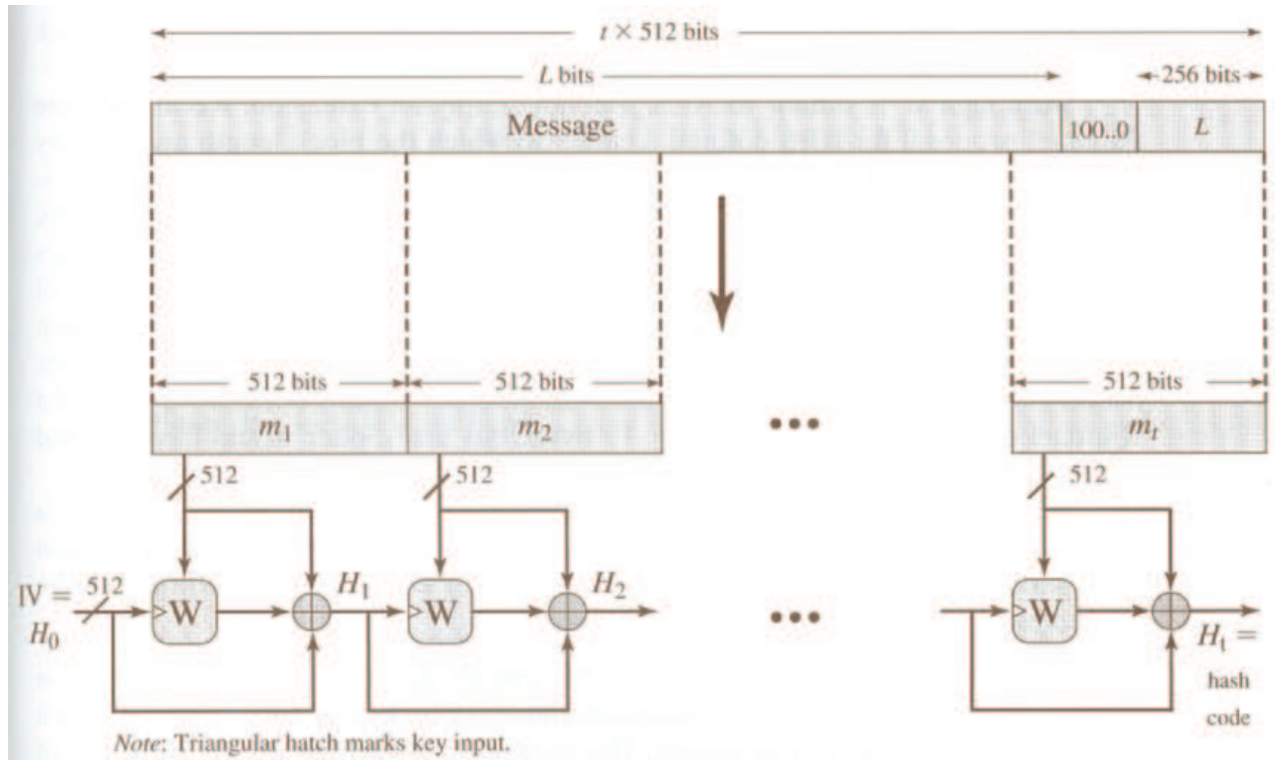 t × 512 bits
L bits
256 bits
Message
100..0
L
512 bits
512 bits
512 bits
m₁
m₂
•••
mₜ
512
512
512
IV =
512
H₀
W
H₁
W
H₂
•••
W
Hₜ =
hash
code
Note: Triangular hatch marks key input.